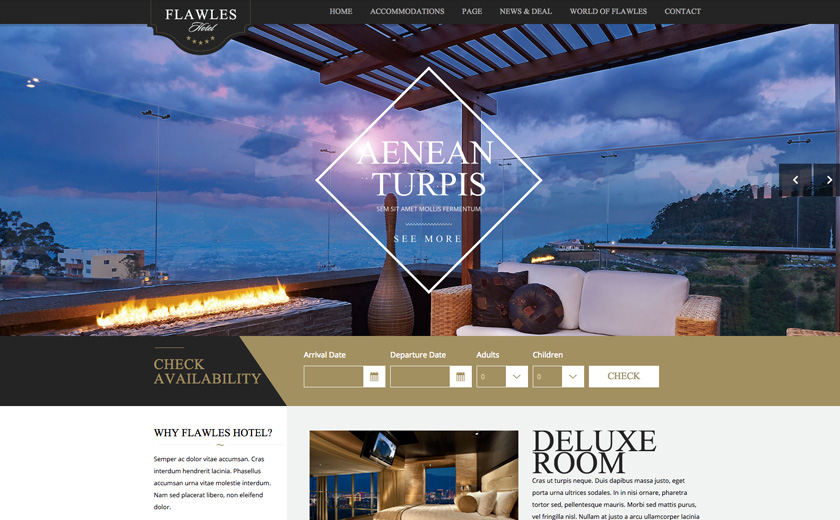 FLAWLES
Hotel
HOME ACCOMMODATIONS PAGE NEWS & DEAL WORLD OF FLAWLES CONTACT
AENEAN
TURPIS
SEM SIT AMET MOLLIS FERMENTUM
SEE MORE
CHECK
AVAILABILITY
Arrival Date Departure Date Adults Children
0 0 CHECK
WHY FLAWLES HOTEL?
Semper ac dolor vitae accumsan. Cras
interdum hendrerit lacinia. Phasellus
accumsan urna vitae molestie interdum.
Nam sed placerat libero, non eleifend
dolor.
DELUXE
ROOM
Cras ut turpis neque. Duis dapibus massa justo, eget
porta urna ultrices sodales. In in nisi ornare, pharetra
tortor sed, pellentesque mauris. Morbi sed mattis purus,
vel fringilla nisl. Nullam at justo a arcu ullamcorper lacinia